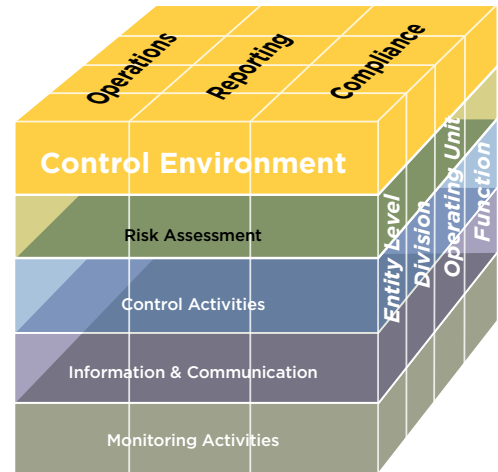 Operations
Reporting
Compliance
Control Environment
Risk Assessment
Control Activities
Information & Communication
Monitoring Activities
Entity Level
Division
Operating Unit
Function